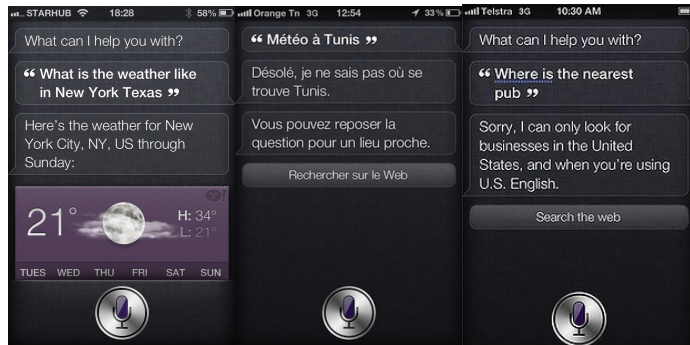 STARHUB 18:28 58%
What can I help you with?
“ What is the weather like
in New York Texas ”
Here's the weather for New
York City, NY, US through
Sunday:
21° H: 34°
L: 21°
TUES WED THU FRI SAT SUN
Orange Tn 3G 12:54 33%
“ Météo à Tunis ”
Désolé, je ne sais pas où se
trouve Tunis.
Vous pouvez reposer la
question pour un lieu proche.
Rechercher sur le Web
Telstra 3G 10:30 AM
What can I help you with?
“ Where is the nearest
pub ”
Sorry, I can only look for
businesses in the United
States, and when you're using
U.S. English.
Search the web